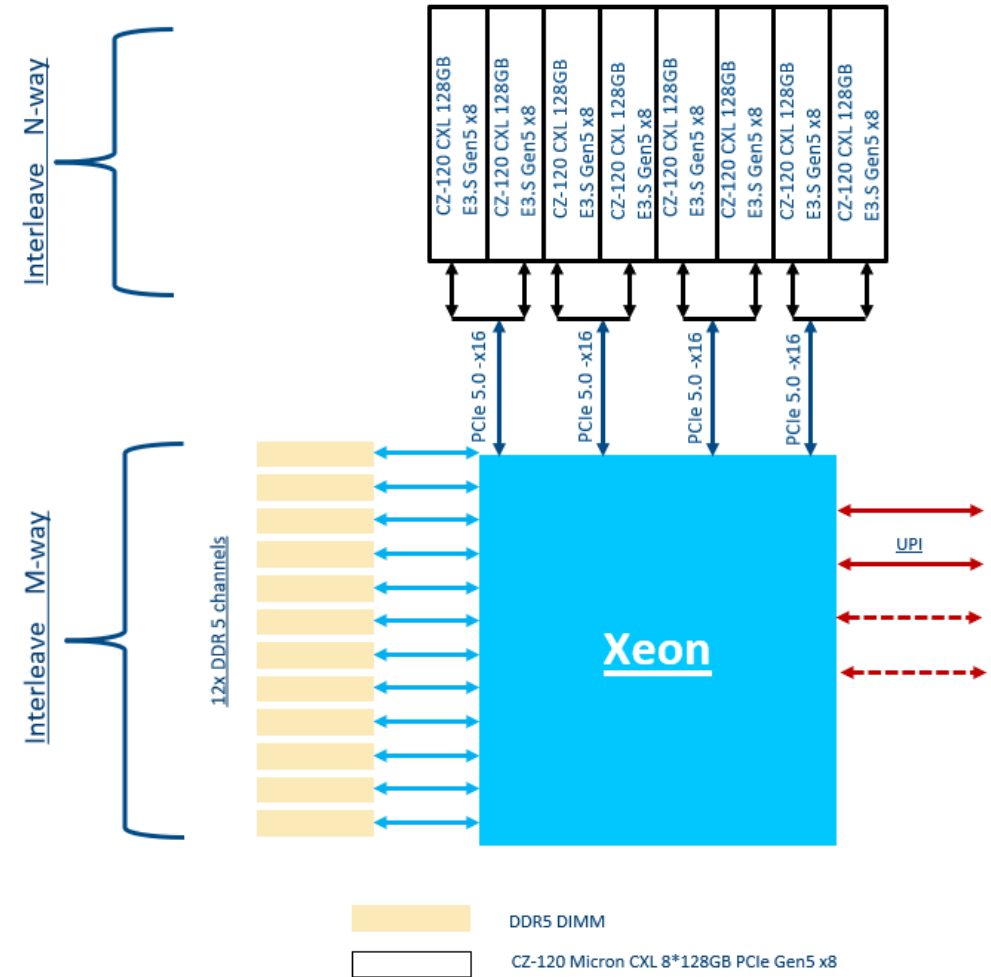 Interleave N-way
CZ-120 CXL 128GB
E3.S Gen5 x8
CZ-120 CXL 128GB
E3.S Gen5 x8
CZ-120 CXL 128GB
E3.S Gen5 x8
CZ-120 CXL 128GB
E3.S Gen5 x8
CZ-120 CXL 128GB
E3.S Gen5 x8
CZ-120 CXL 128GB
E3.S Gen5 x8
CZ-120 CXL 128GB
E3.S Gen5 x8
CZ-120 CXL 128GB
E3.S Gen5 x8
PCIe 5.0 -x16
PCIe 5.0 -x16
PCIe 5.0 -x16
PCIe 5.0 -x16
Interleave M-way
12x DDR 5 channels
Xeon
UPI
DDR5 DIMM
CZ-120 Micron CXL 8*128GB PCIe Gen5 x8